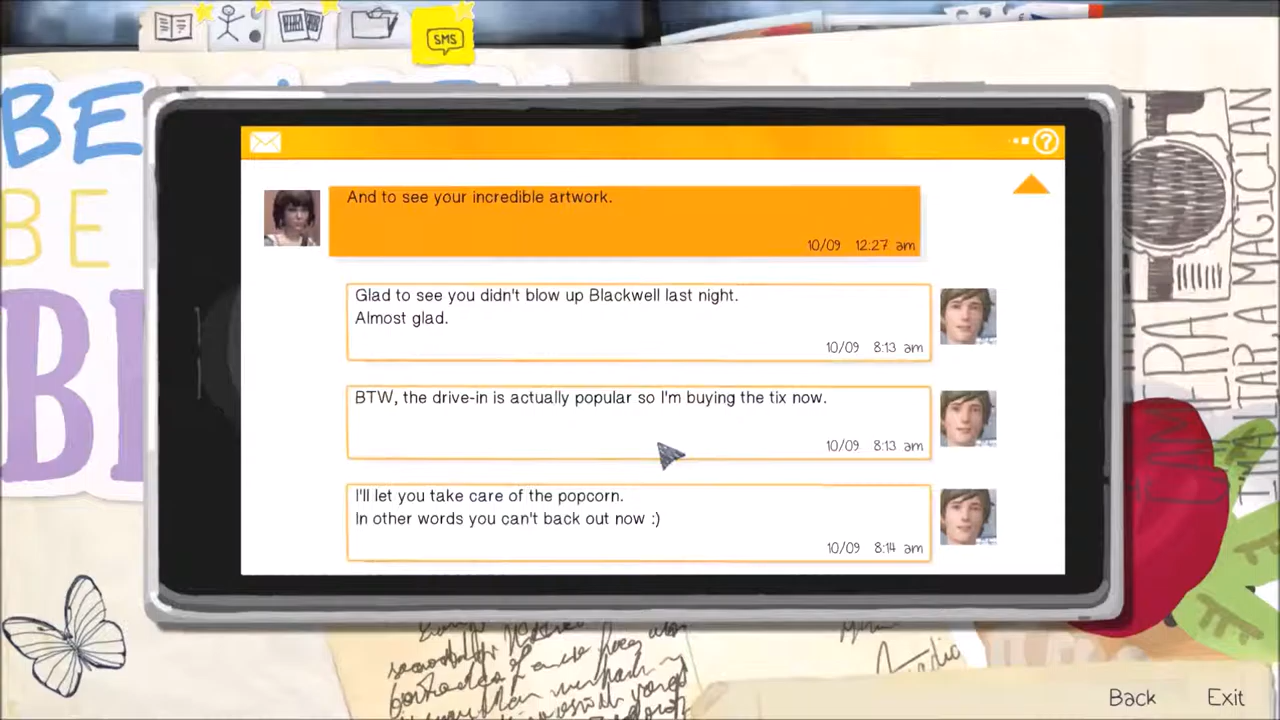 SMS
BE
BE
And to see your incredible artwork.
10/09 12:27 am
Glad to see you didn't blow up Blackwell last night.
Almost glad.
10/09 8:13 am
BTW, the drive-in is actually popular so I'm buying the tix now.
10/09 8:13 am
I'll let you take care of the popcorn.
In other words you can't back out now :)
10/09 8:14 am
MAGICIAN
Back
Exit